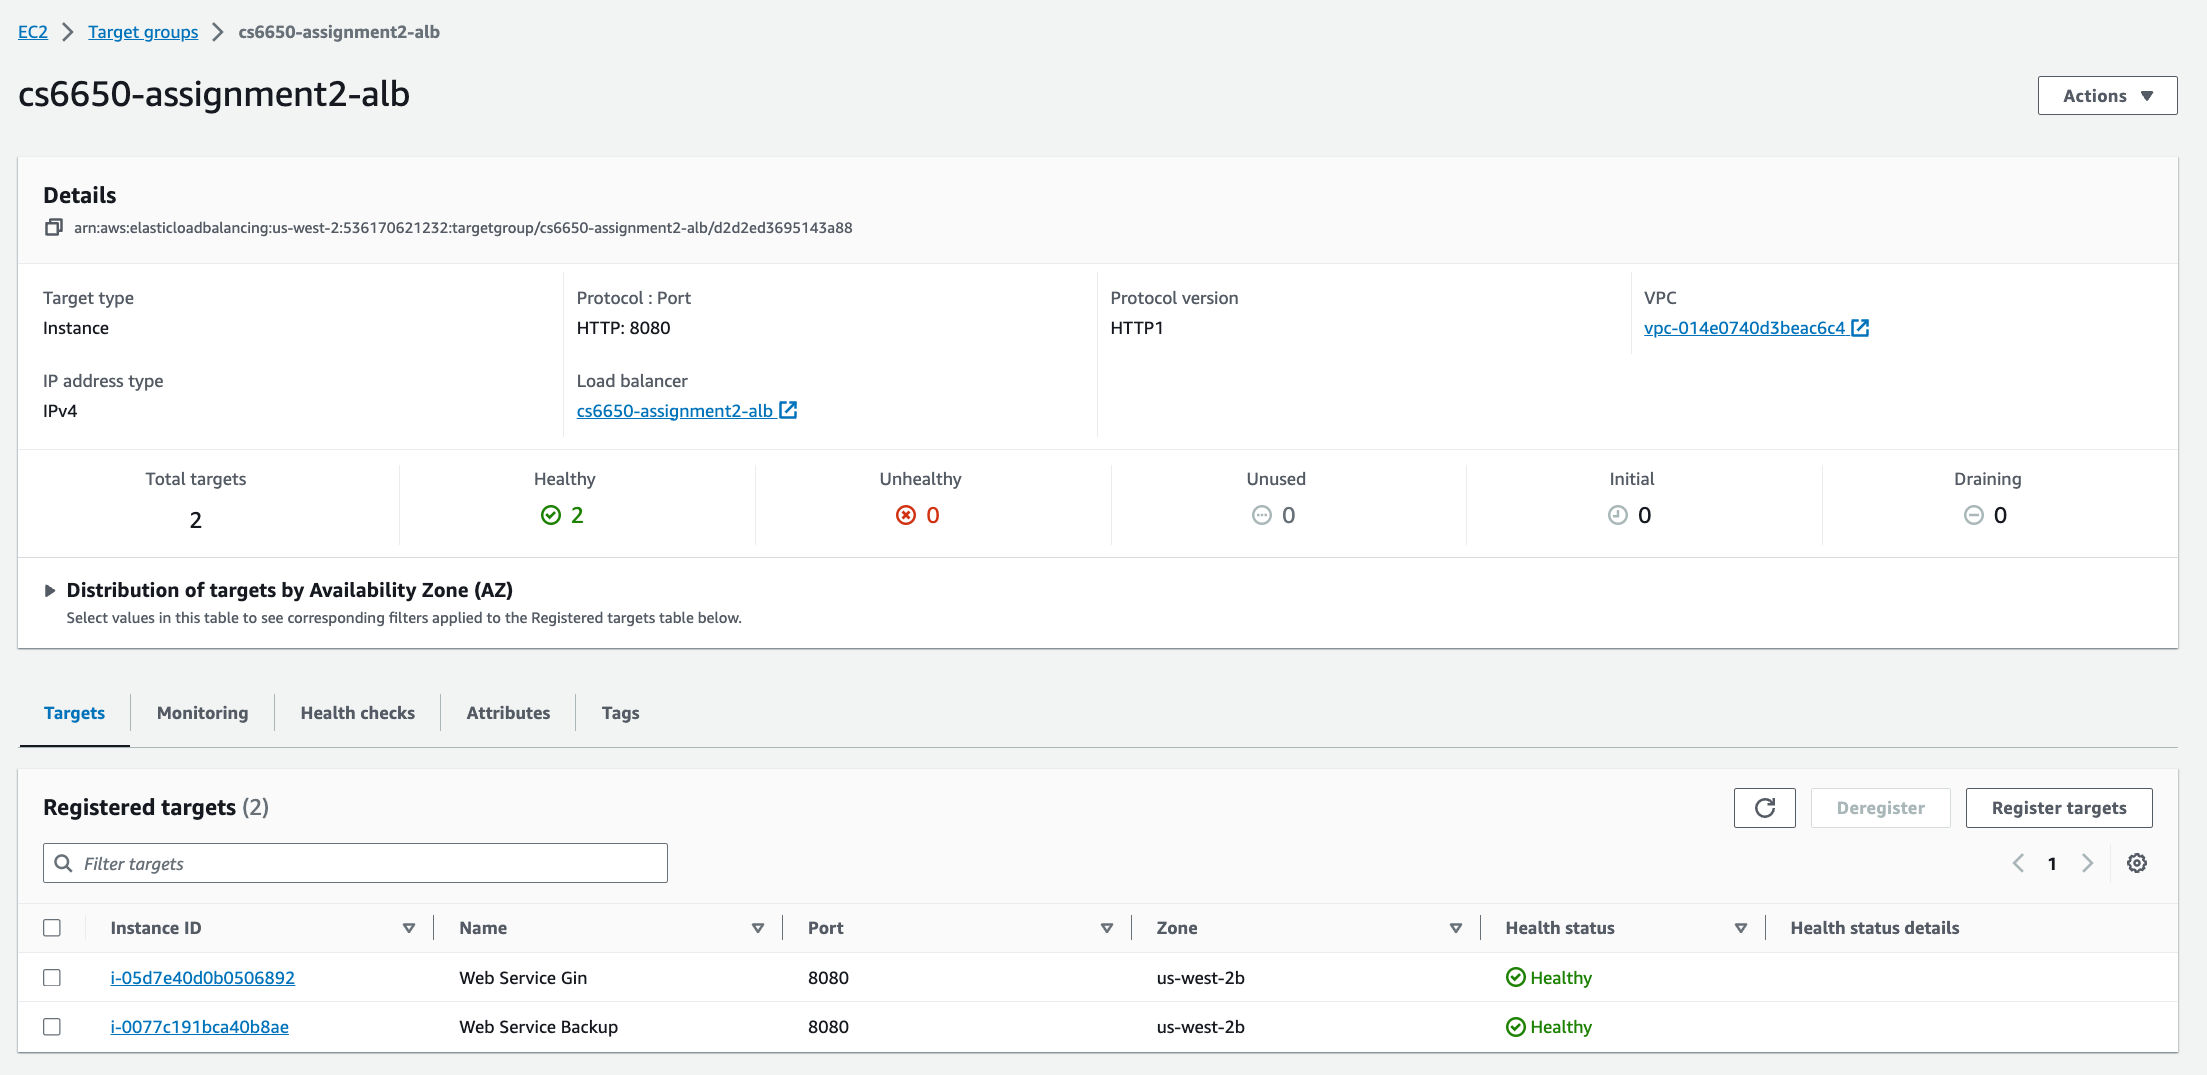 EC2 > Target groups > cs6650-assignment2-alb
cs6650-assignment2-alb
Actions
Details
arn:aws:elasticloadbalancing:us-west-2:536170621232:targetgroup/cs6650-assignment2-alb/d2d2ed3695143a88
Target type
Instance
Protocol : Port
HTTP: 8080
Protocol version
HTTP1
VPC
vpc-014e0740d3beac6c4
IP address type
IPv4
Load balancer
cs6650-assignment2-alb
Total targets
2
Healthy
2
Unhealthy
0
Unused
0
Initial
0
Draining
0
Distribution of targets by Availability Zone (AZ)
Select values in this table to see corresponding filters applied to the Registered targets table below.
Targets Monitoring Health checks Attributes Tags
Registered targets (2)
Deregister
Register targets
Filter targets
1
Instance ID Name Port Zone Health status Health status details
i-05d7e40d0b0506892 Web Service Gin 8080 us-west-2b Healthy
i-0077c191bca40b8ae Web Service Backup 8080 us-west-2b Healthy